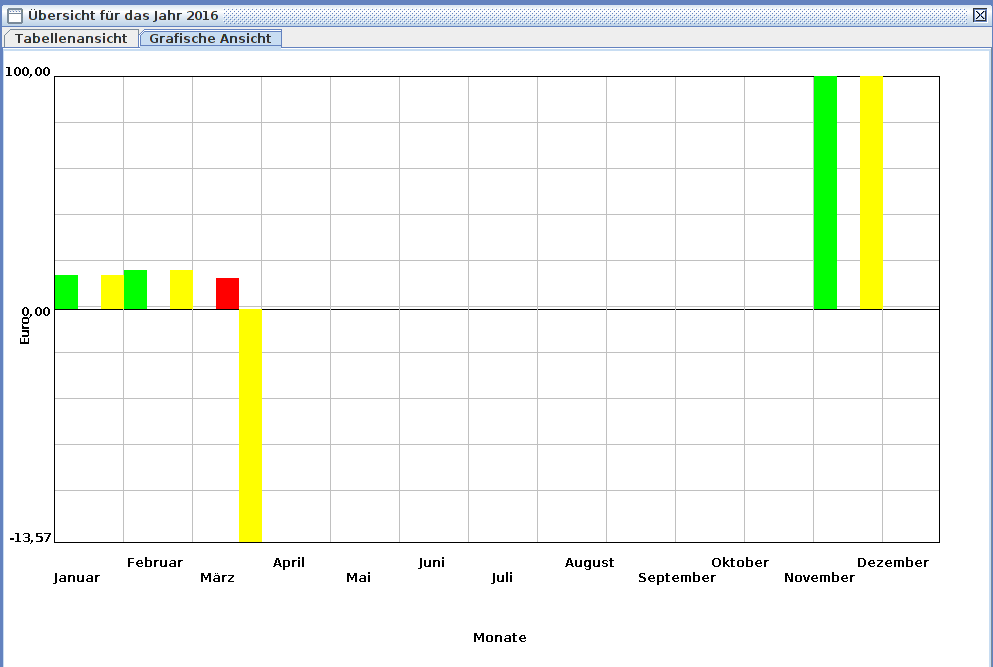 Übersicht für das Jahr 2016
Tabellenansicht
Grafische Ansicht
100,00
0,00
Euro
-13,57
Januar
Februar
März
April
Mai
Juni
Juli
August
September
Oktober
November
Dezember
Monate